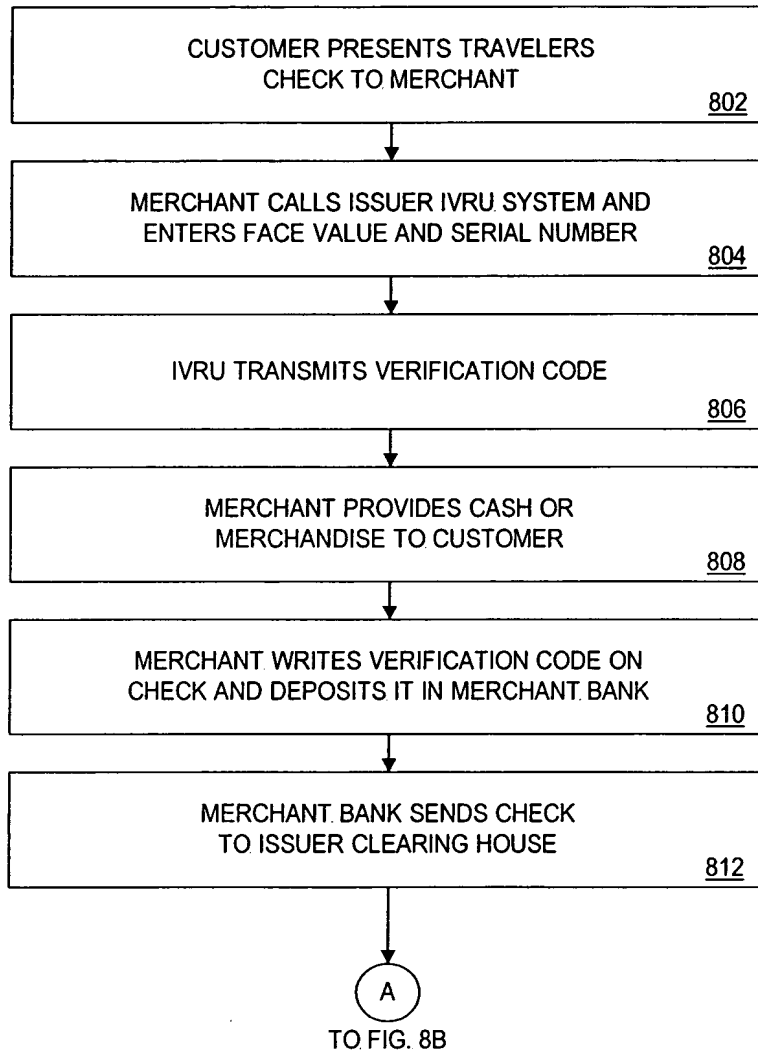 CUSTOMER PRESENTS TRAVELERS
CHECK TO MERCHANT
802
MERCHANT CALLS ISSUER IVRU SYSTEM AND
ENTERS FACE VALUE AND SERIAL NUMBER
804
IVRU TRANSMITS VERIFICATION CODE
806
MERCHANT PROVIDES CASH OR
MERCHANDISE TO CUSTOMER
808
MERCHANT WRITES VERIFICATION CODE ON
CHECK AND DEPOSITS IT IN MERCHANT BANK
810
MERCHANT BANK SENDS CHECK
TO ISSUER CLEARING HOUSE
812
A
TO FIG. 8B